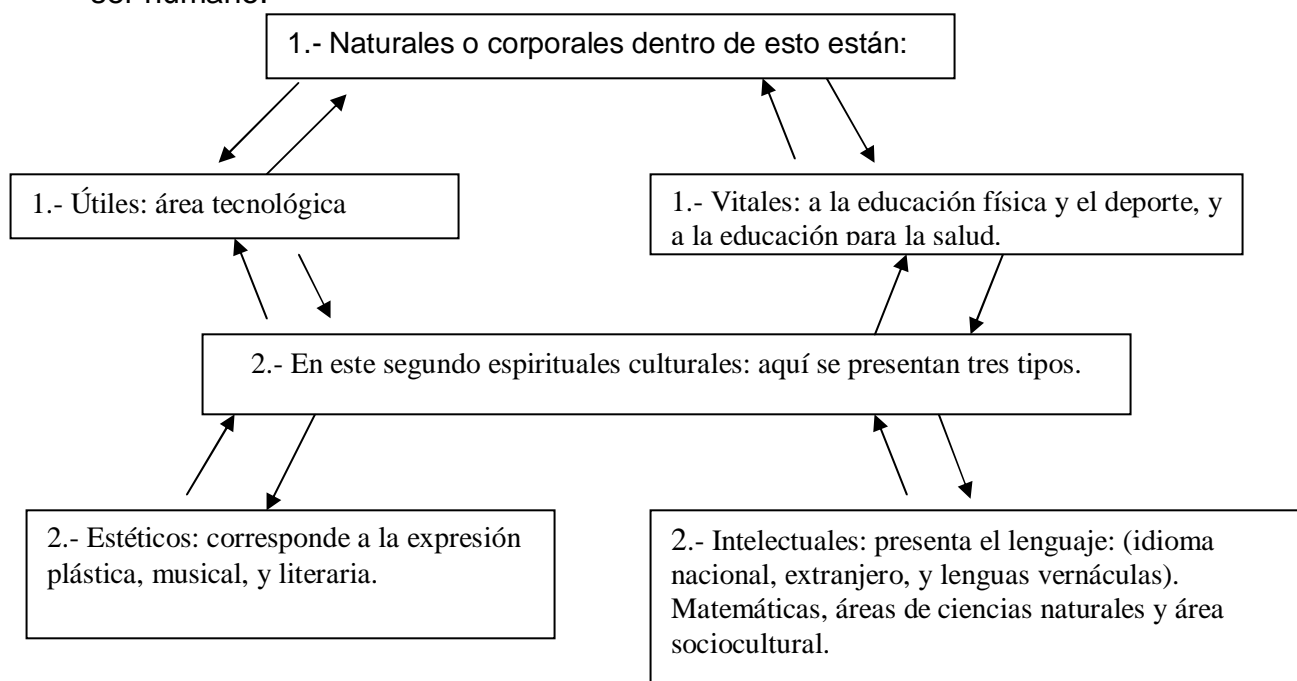 ser humano.
1.- Naturales o corporales dentro de esto están:
1.- Útiles: área tecnológica
1.- Vitales: a la educación física y el deporte, y
a la educación para la salud.
2.- En este segundo espirituales culturales: aquí se presentan tres tipos.
2.- Estéticos: corresponde a la expresión
plástica, musical, y literaria.
2.- Intelectuales: presenta el lenguaje: (idioma
nacional, extranjero, y lenguas vernáculas).
Matemáticas, áreas de ciencias naturales y área
sociocultural.